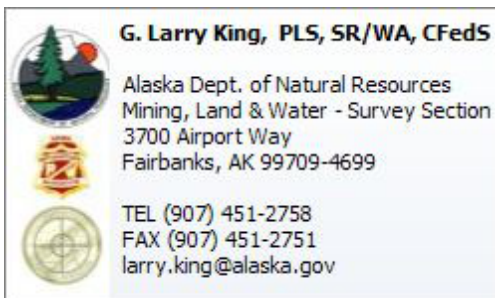 G. Larry King, PLS, SR/WA, CFedS
Alaska Dept. of Natural Resources
Mining, Land & Water - Survey Section
3700 Airport Way
Fairbanks, AK 99709-4699
TEL (907) 451-2758
FAX (907) 451-2751
larry.king@alaska.gov